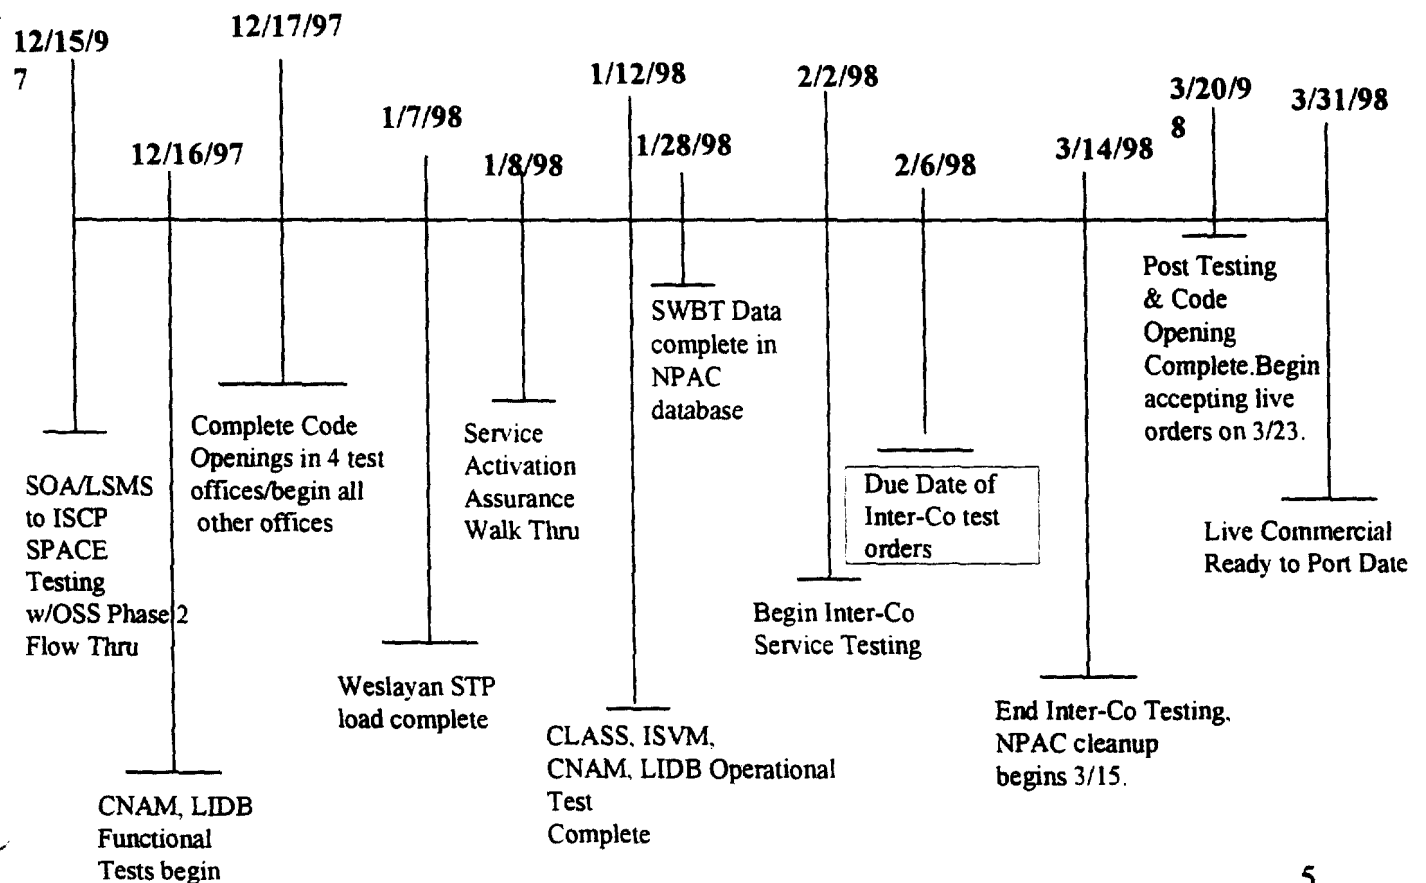 12/15/9
7
12/17/97
12/16/97
1/7/98
1/8/98
1/12/98
1/28/98
2/2/98
2/6/98
3/14/98
3/20/9
8
3/31/98
SOA/LSMS
to ISCP
SPACE
Testing
w/OSS Phase 2
Flow Thru
CNAM, LIDB
Functional
Tests begin
Complete Code
Openings in 4 test
offices/begin all
other offices
Weslayan STP
load complete
Service
Activation
Assurance
Walk Thru
CLASS, ISVM,
CNAM, LIDB Operational
Test
Complete
SWBT Data
complete in
NPAC
database
Begin Inter-Co
Service Testing
Due Date of
Inter-Co test
orders
End Inter-Co Testing,
NPAC cleanup
begins 3/15.
Post Testing
& Code
Opening
Complete.Begin
accepting live
orders on 3/23.
Live Commercial
Ready to Port Date
5